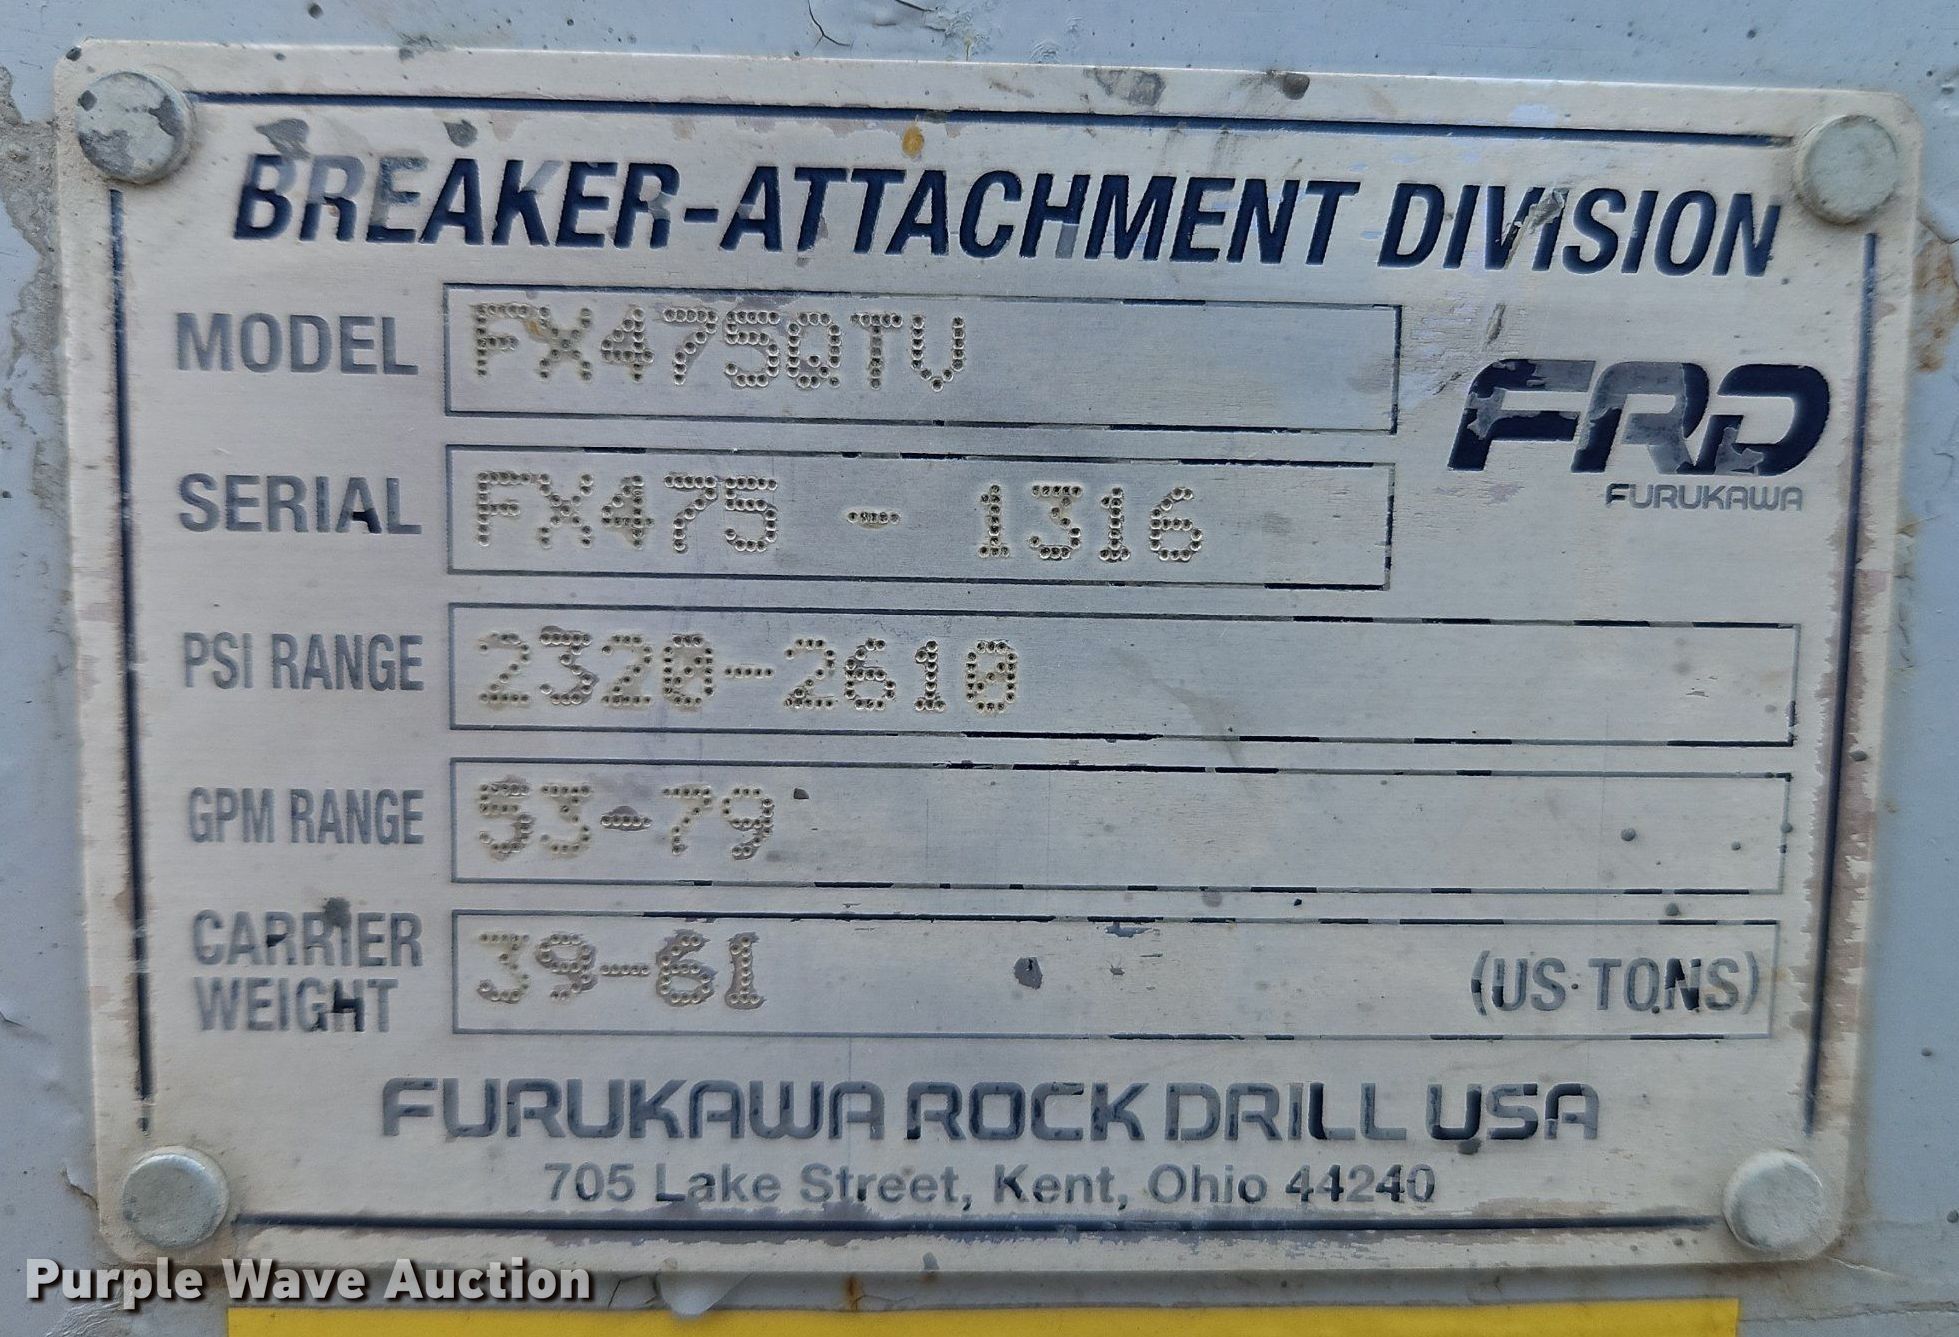 BREAKER-ATTACHMENT DIVISION
MODEL FX475QTV
FRD
FURUKAWA
SERIAL FX475 - 1316
PSI RANGE 2320-2610
GPM RANGE 53-79
CARRIER WEIGHT 39-61 (US TONS)
FURUKAWA ROCK DRILL USA
705 Lake Street, Kent, Ohio 44240
Purple Wave Auction